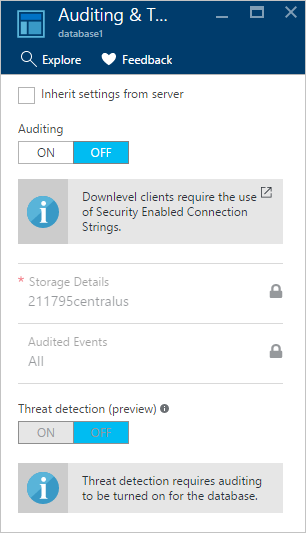 Auditing & T...
database1
Explore Feedback
Inherit settings from server
Auditing
ON OFF
Downlevel clients require the use
of Security Enabled Connection
Strings.
* Storage Details
211795centralus
Audited Events
All
Threat detection (preview)
ON OFF
Threat detection requires auditing
to be turned on for the database.